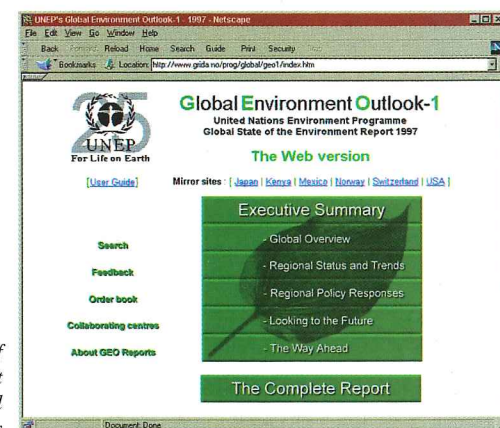 UNEP's Global Environment Outlook-1 - 1997 - Netscape
File Edit View Go Window Help
Back Forward Reload Home Search Guide Print Security Stop
Bookmarks Location: http://www.grida.no/prog/global/geo1/index.htm
25
UNEP
For Life on Earth
Global Environment Outlook-1
United Nations Environment Programme
Global State of the Environment Report 1997
The Web version
[User Guide]
Mirror sites : [ Japan | Kenya | Mexico | Norway | Switzerland | USA ]
Search
Feedback
Order book
Collaborating centres
About GEO Reports
Executive Summary
- Global Overview
- Regional Status and Trends
- Regional Policy Responses
- Looking to the Future
- The Way Ahead
The Complete Report
Document: Done